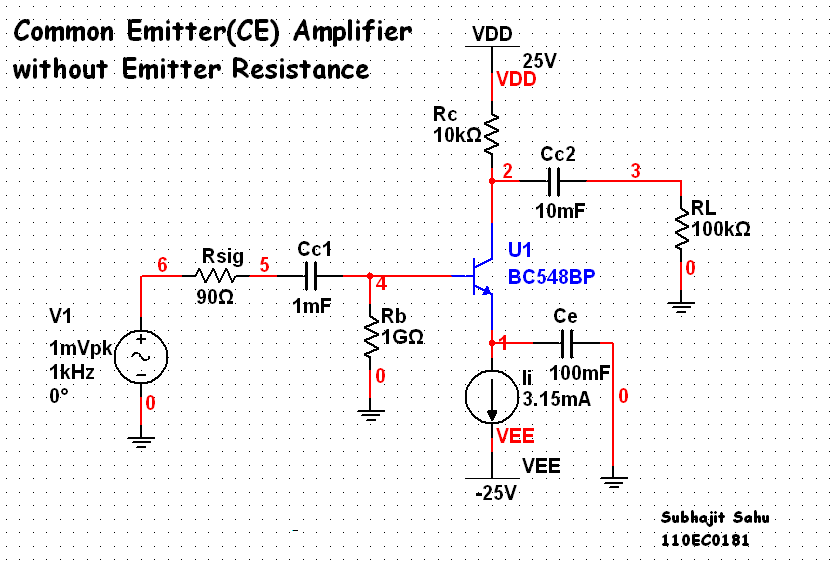 Common Emitter(CE) Amplifier
without Emitter Resistance
VDD
25V
VDD
Rc
10kΩ
2
Cc2
10mF
3
RL
100kΩ
0
U1
BC548BP
6
Rsig
90Ω
5
Cc1
1mF
4
Rb
1GΩ
0
V1
1mVpk
1kHz
0°
0
1
Ce
100mF
0
Ii
3.15mA
VEE
VEE
-25V
Subhajit Sahu
110EC0181